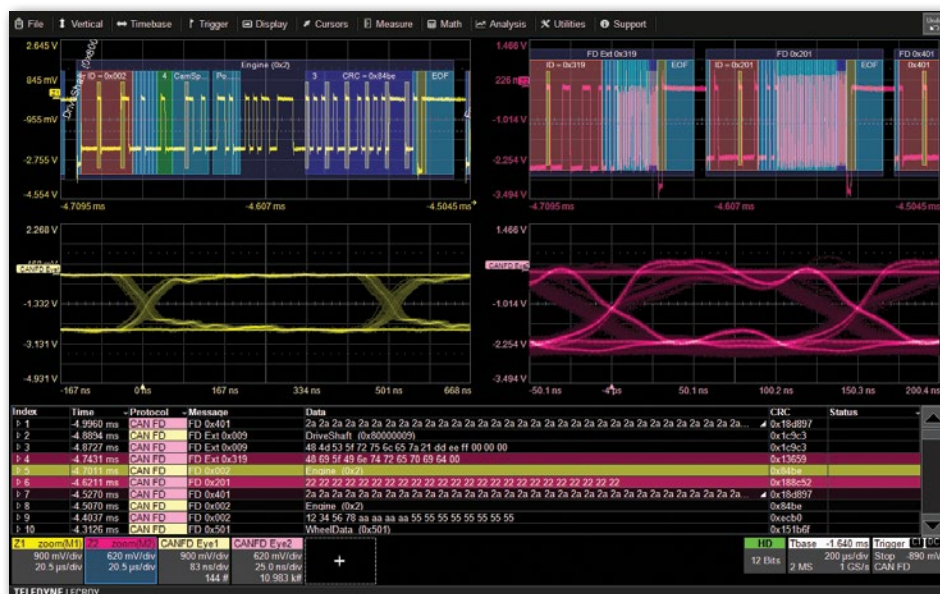 File Vertical Timebase Trigger Display Cursors Measure Math Analysis Utilities Support Undo
2.645 V
845 mV
-955 mV
-2.755 V
-4.554 V
Z1
DriveShaft (0x800
Engine (0x2)
ID = 0x002 4 CamSp... Po... 3 CRC = 0x84be EOF
-4.7095 ms -4.607 ms -4.5045 ms
1.466 V
226 m
-1.014 V
-2.254 V
-3.494 V
FD Ext 0x319 FD 0x201 FD 0x401
ID = 0x319 EOF ID = 0x201 EOF 0x401
-4.7095 ms -4.607 ms -4.5045 ms
2.268 V
CANFD Eye1
-1.332 V
-3.131 V
-4.931 V
-167 ns 0 ns 167 ns 334 ns 501 ns 668 ns
1.466 V
CANFD Eye2
-1.014 V
-2.254 V
-3.494 V
-50.1 ns 50.1 ns 100.2 ns 150.3 ns 200.4 ns
Index Time Protocol Message Data CRC Status
1 -4.9960 ms CAN FD FD 0x401 2a 2a 2a 2a 2a 2a 2a 2a 2a 2a 2a 2a 2a 2a 2a 2a 2a 2a 2a 2a 2a 2a 2a 2a 2a 2a 2a... 0x18d897
2 -4.8894 ms CAN FD FD Ext 0x009 DriveShaft (0x80000009) 0x1c9c3
3 -4.8727 ms CAN FD FD Ext 0x009 48 4d 53 5f 72 75 6c 65 7a 21 dd ee ff 00 00 00 0x1c9c3
4 -4.7431 ms CAN FD FD Ext 0x319 48 69 5f 49 6e 74 72 65 70 69 64 00 0x13659
5 -4.7011 ms CAN FD FD 0x002 Engine (0x2) 0x84be
6 -4.6211 ms CAN FD FD 0x201 22 22 22 22 22 22 22 22 22 22 22 22 22 22 22 22 22 22 22 22 0x188c52
7 -4.5270 ms CAN FD FD 0x401 2a 2a 2a 2a 2a 2a 2a 2a 2a 2a 2a 2a 2a 2a 2a 2a 2a 2a 2a 2a 2a 2a 2a 2a 2a 2a 2a... 0x18d897
8 -4.5070 ms CAN FD FD 0x002 Engine (0x2) 0x84be
9 -4.4037 ms CAN FD FD 0x002 12 34 56 78 aa aa aa aa 55 55 55 55 55 55 55 55 0xecb0
10 -4.3126 ms CAN FD FD 0x501 WheelData (0x501) 0x151b6f
Z1 zoom(M1) Z2 zoom(M2) CANFD Eye1 CANFD Eye2 HD Tbase -1.640 ms Trigger C1 DC
900 mV/div 620 mV/div 900 mV/div 620 mV/div + 12 Bits 200 µs/div Stop -890 mV
20.5 µs/div 20.5 µs/div 83 ns/div 25.0 ns/div 2 MS 1 GS/s CAN FD
144 # 10.983 k#
TELEDYNE LECROY